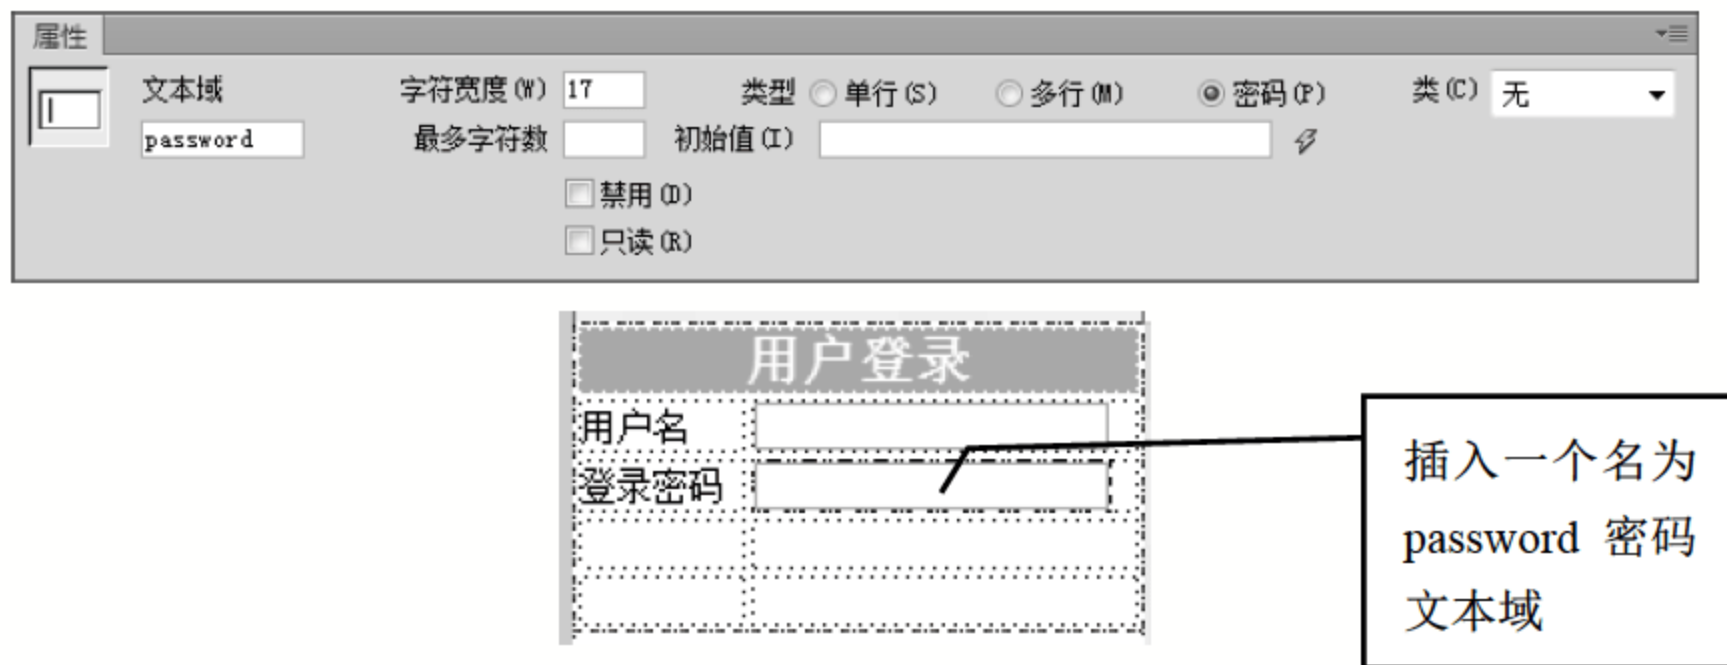 属性
文本域 字符宽度(W) 17 类型 单行(S) 多行(M) 密码(P) 类(C) 无
password 最多字符数 初始值(I)
禁用(D)
只读(R)
用户登录
用户名
登录密码
插入一个名为
password 密码
文本域